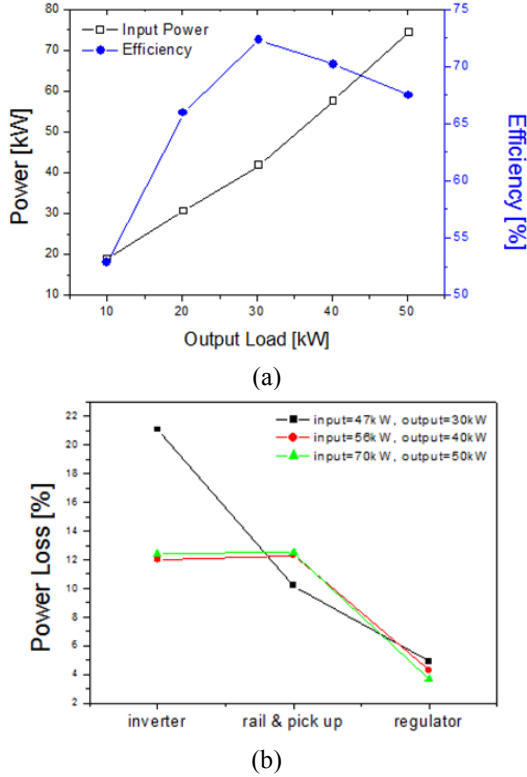 80
70
60
50
40
30
20
10
Power [kW]
Input Power
Efficiency
75
70
65
60
55
50
Efficiency [%]
10 20 30 40 50
Output Load [kW]
(a)
22
20
18
16
14
12
10
8
6
4
2
Power Loss [%]
input=47kW, output=30kW
input=56kW, output=40kW
input=70kW, output=50kW
inverter rail & pick up regulator
(b)